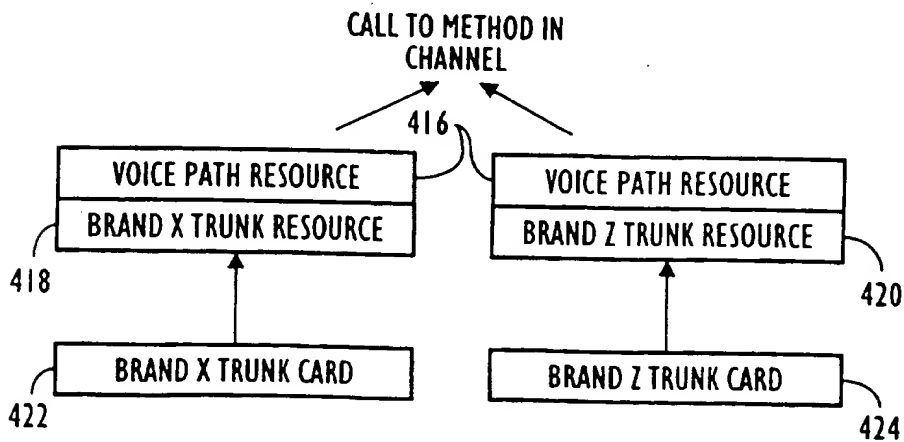 CALL TO METHOD IN
CHANNEL
416
VOICE PATH RESOURCE
VOICE PATH RESOURCE
BRAND X TRUNK RESOURCE
BRAND Z TRUNK RESOURCE
418
420
BRAND X TRUNK CARD
BRAND Z TRUNK CARD
422
424